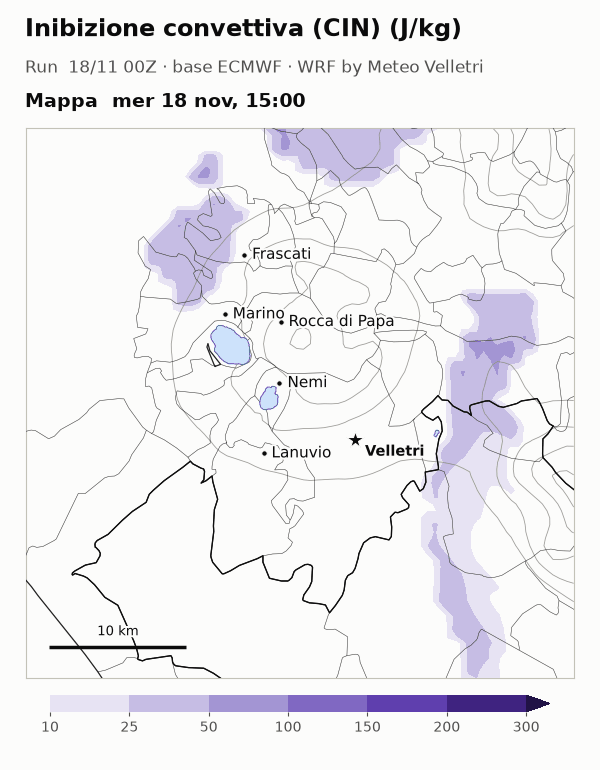 Inibizione convettiva (CIN) (J/kg)
Run  18/11 00Z · base ECMWF · WRF by Meteo Velletri
Mappa  mer 18 nov, 15:00
Frascati
Marino
Rocca di Papa
Nemi
Velletri
Lanuvio
10 km
10 25 50 100 150 200 300